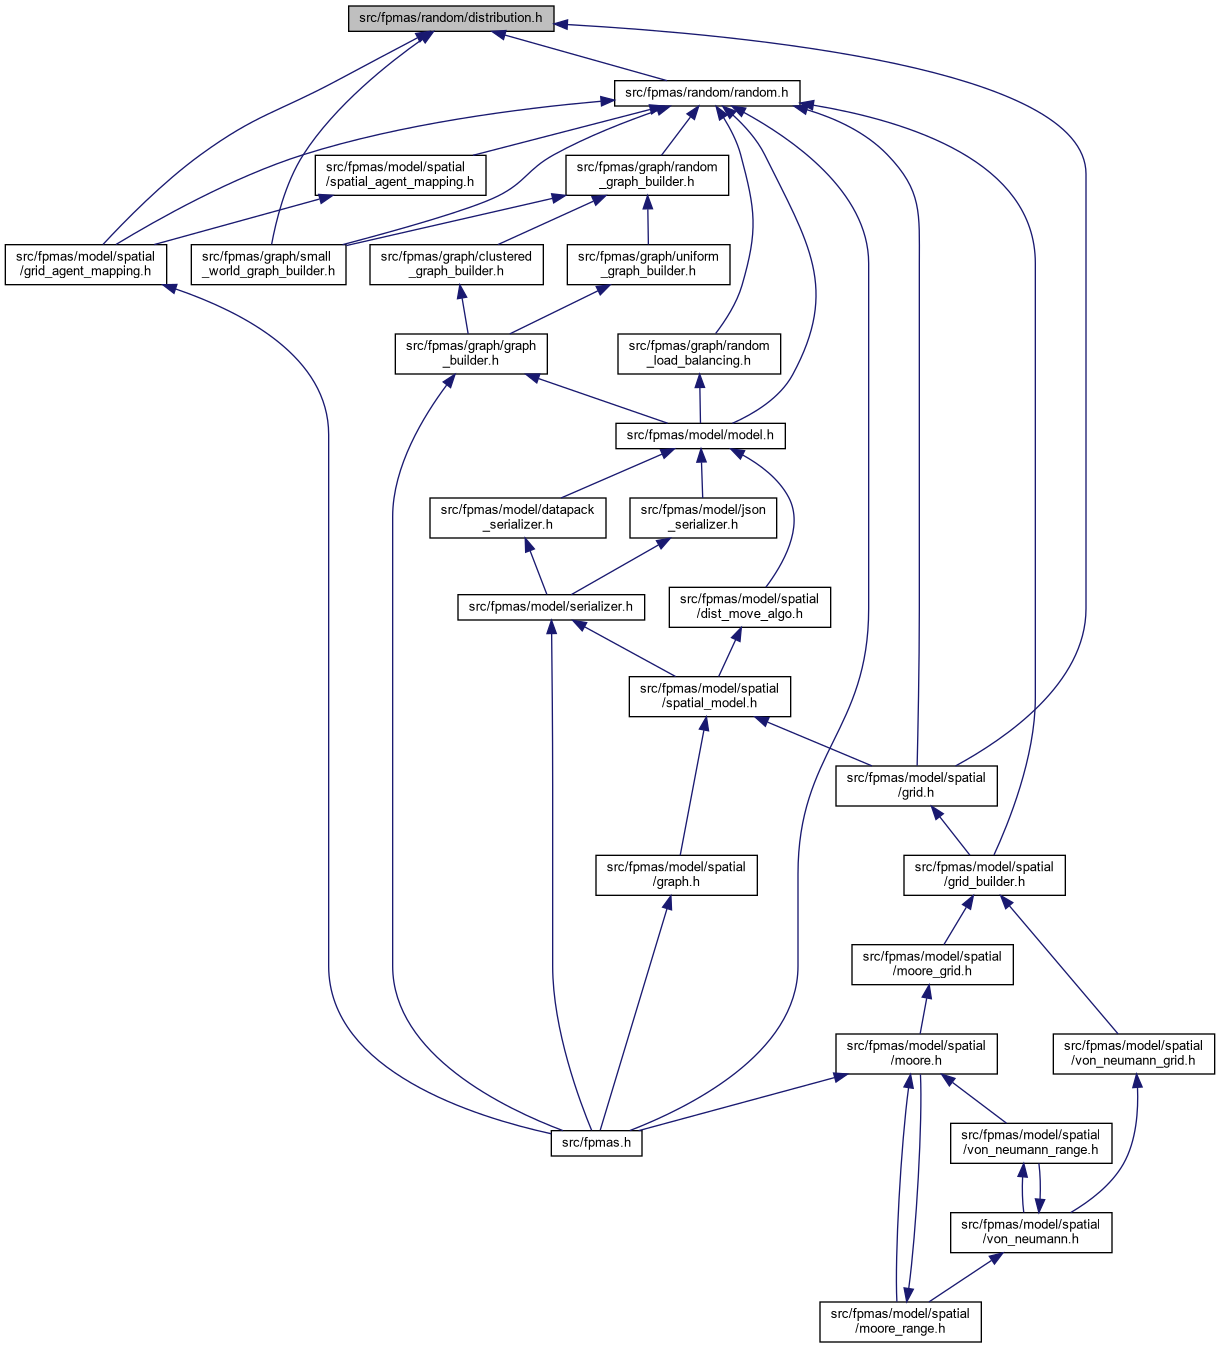 src/fpmas/random/distribution.h
src/fpmas/random/random.h
src/fpmas/model/spatial
/spatial_agent_mapping.h
src/fpmas/graph/random
_graph_builder.h
src/fpmas/model/spatial
/grid_agent_mapping.h
src/fpmas/graph/small
_world_graph_builder.h
src/fpmas/graph/clustered
_graph_builder.h
src/fpmas/graph/uniform
_graph_builder.h
src/fpmas/graph/graph
_builder.h
src/fpmas/graph/random
_load_balancing.h
src/fpmas/model/model.h
src/fpmas/model/datapack
_serializer.h
src/fpmas/model/json
_serializer.h
src/fpmas/model/serializer.h
src/fpmas/model/spatial
/dist_move_algo.h
src/fpmas/model/spatial
/spatial_model.h
src/fpmas/model/spatial
/grid.h
src/fpmas/model/spatial
/graph.h
src/fpmas/model/spatial
/grid_builder.h
src/fpmas/model/spatial
/moore_grid.h
src/fpmas/model/spatial
/moore.h
src/fpmas/model/spatial
/von_neumann_grid.h
src/fpmas.h
src/fpmas/model/spatial
/von_neumann_range.h
src/fpmas/model/spatial
/von_neumann.h
src/fpmas/model/spatial
/moore_range.h